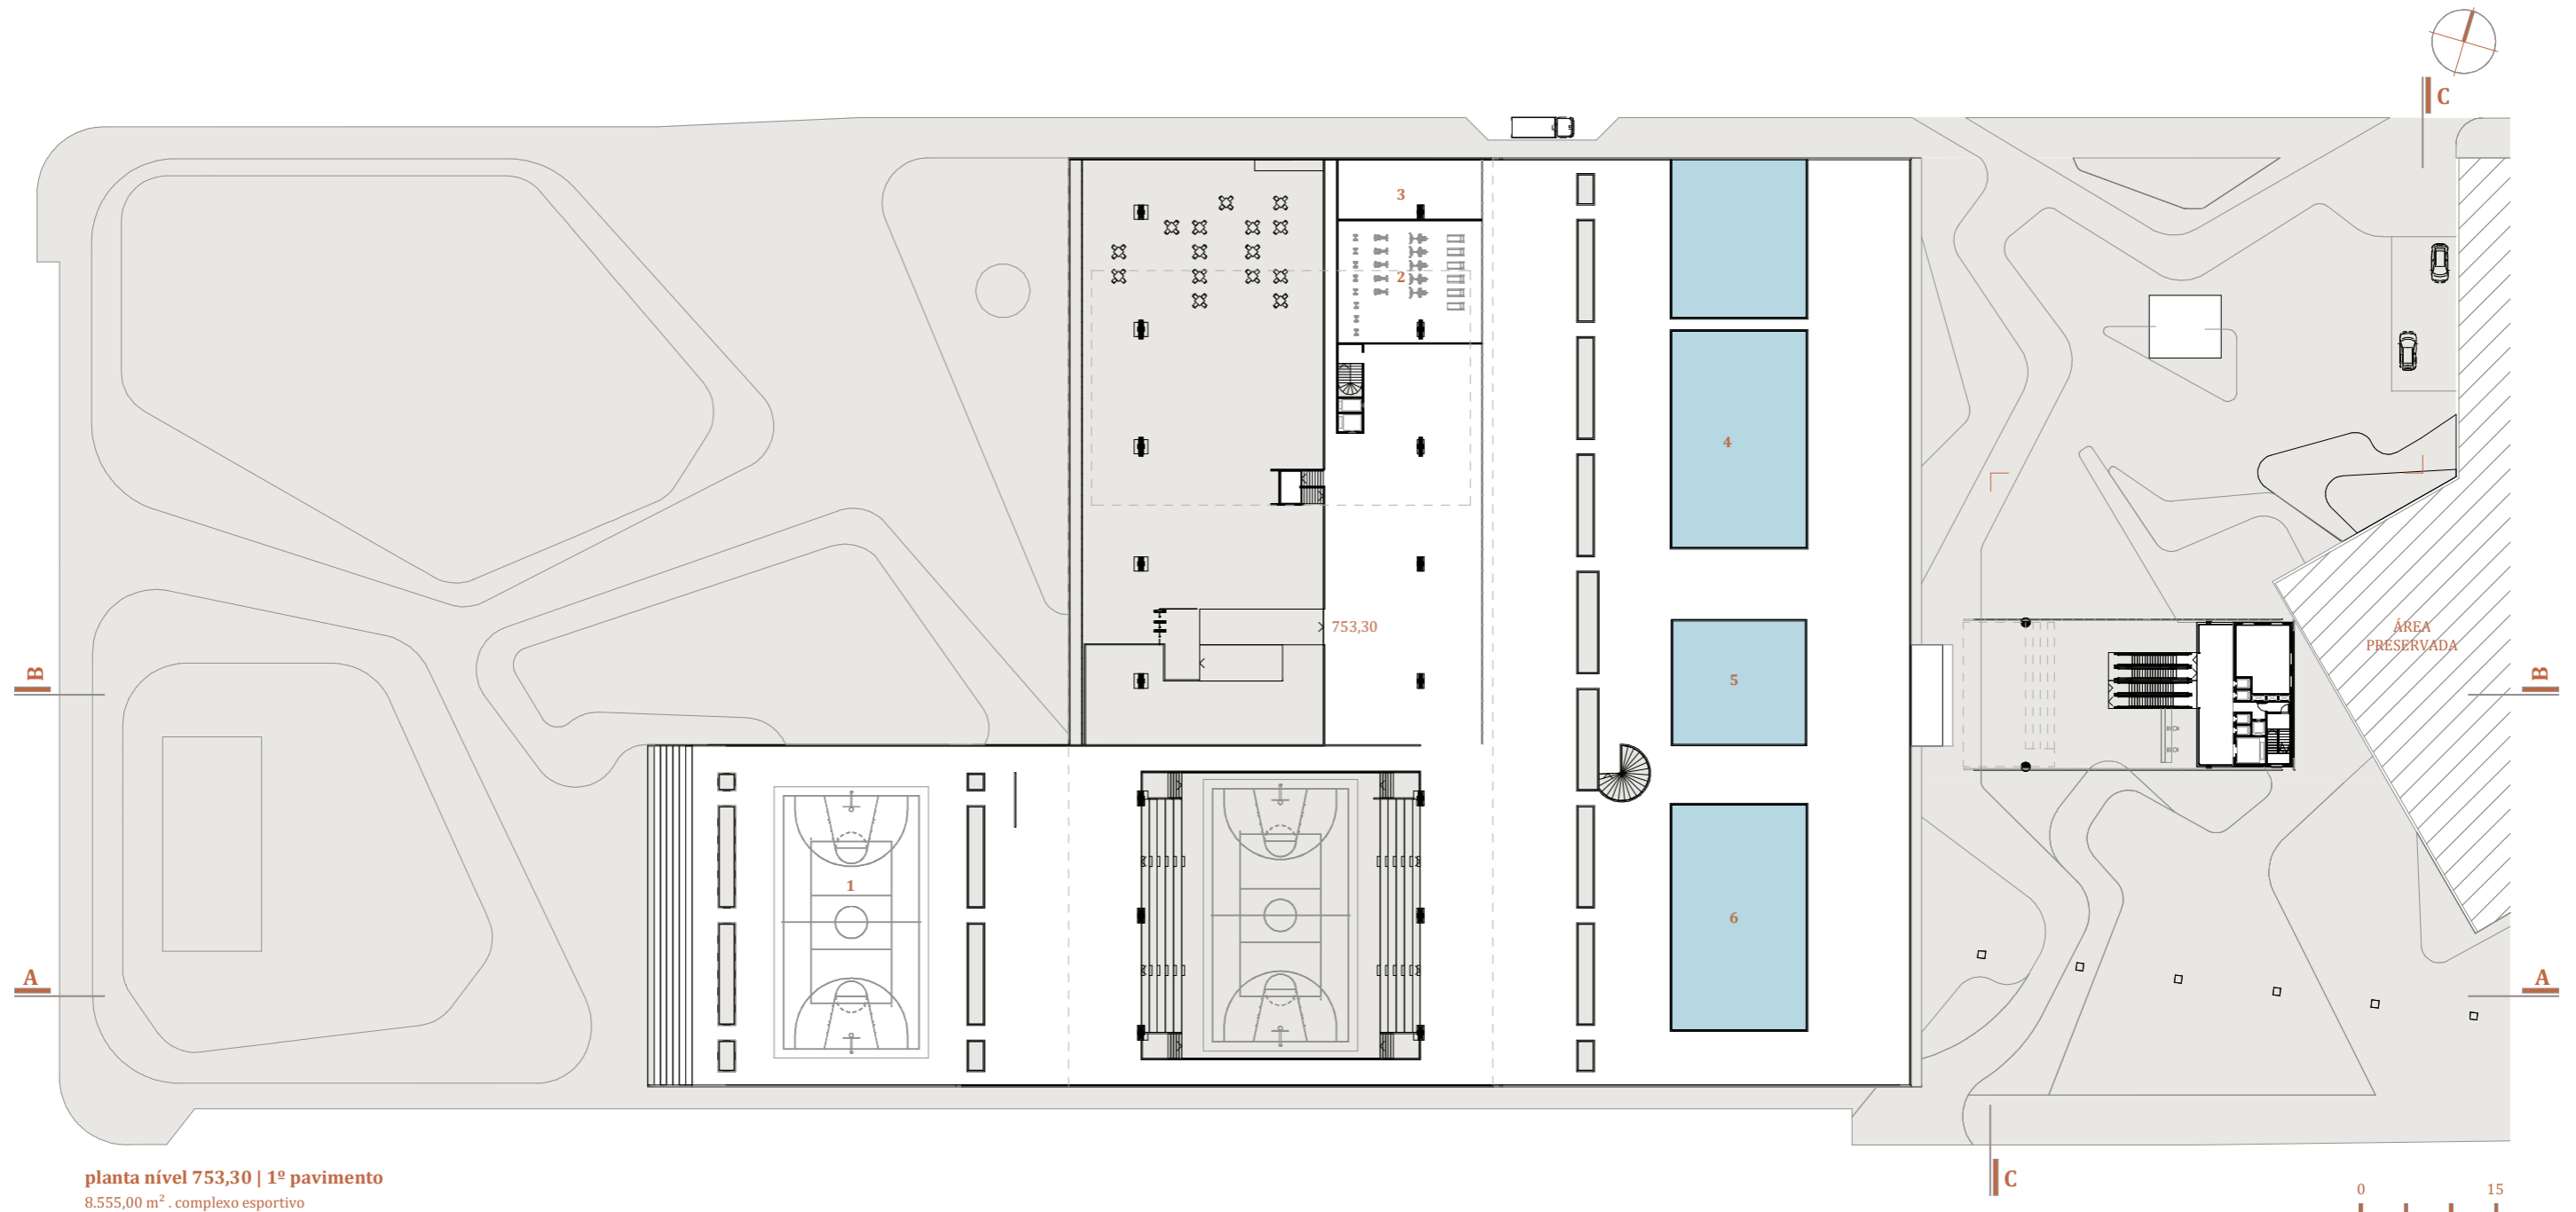 C
3
2
4
753,30
ÁREA
PRESERVADA
B
B
5
1
6
A
A
C
planta nível 753,30 | 1º pavimento
8.555,00 m² . complexo esportivo
0 15